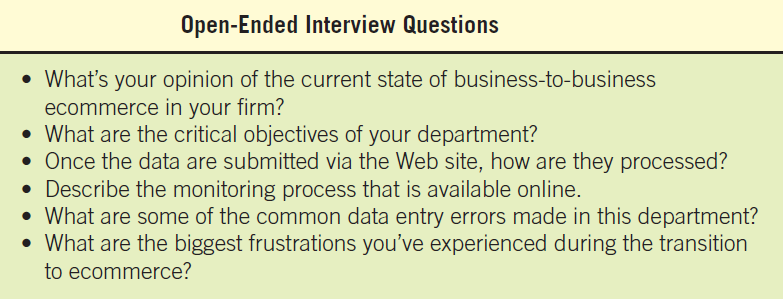 Open-Ended Interview Questions
• What's your opinion of the current state of business-to-business
ecommerce in your firm?
• What are the critical objectives of your department?
• Once the data are submitted via the Web site, how are they processed?
• Describe the monitoring process that is available online.
• What are some of the common data entry errors made in this department?
• What are the biggest frustrations you've experienced during the transition
to ecommerce?